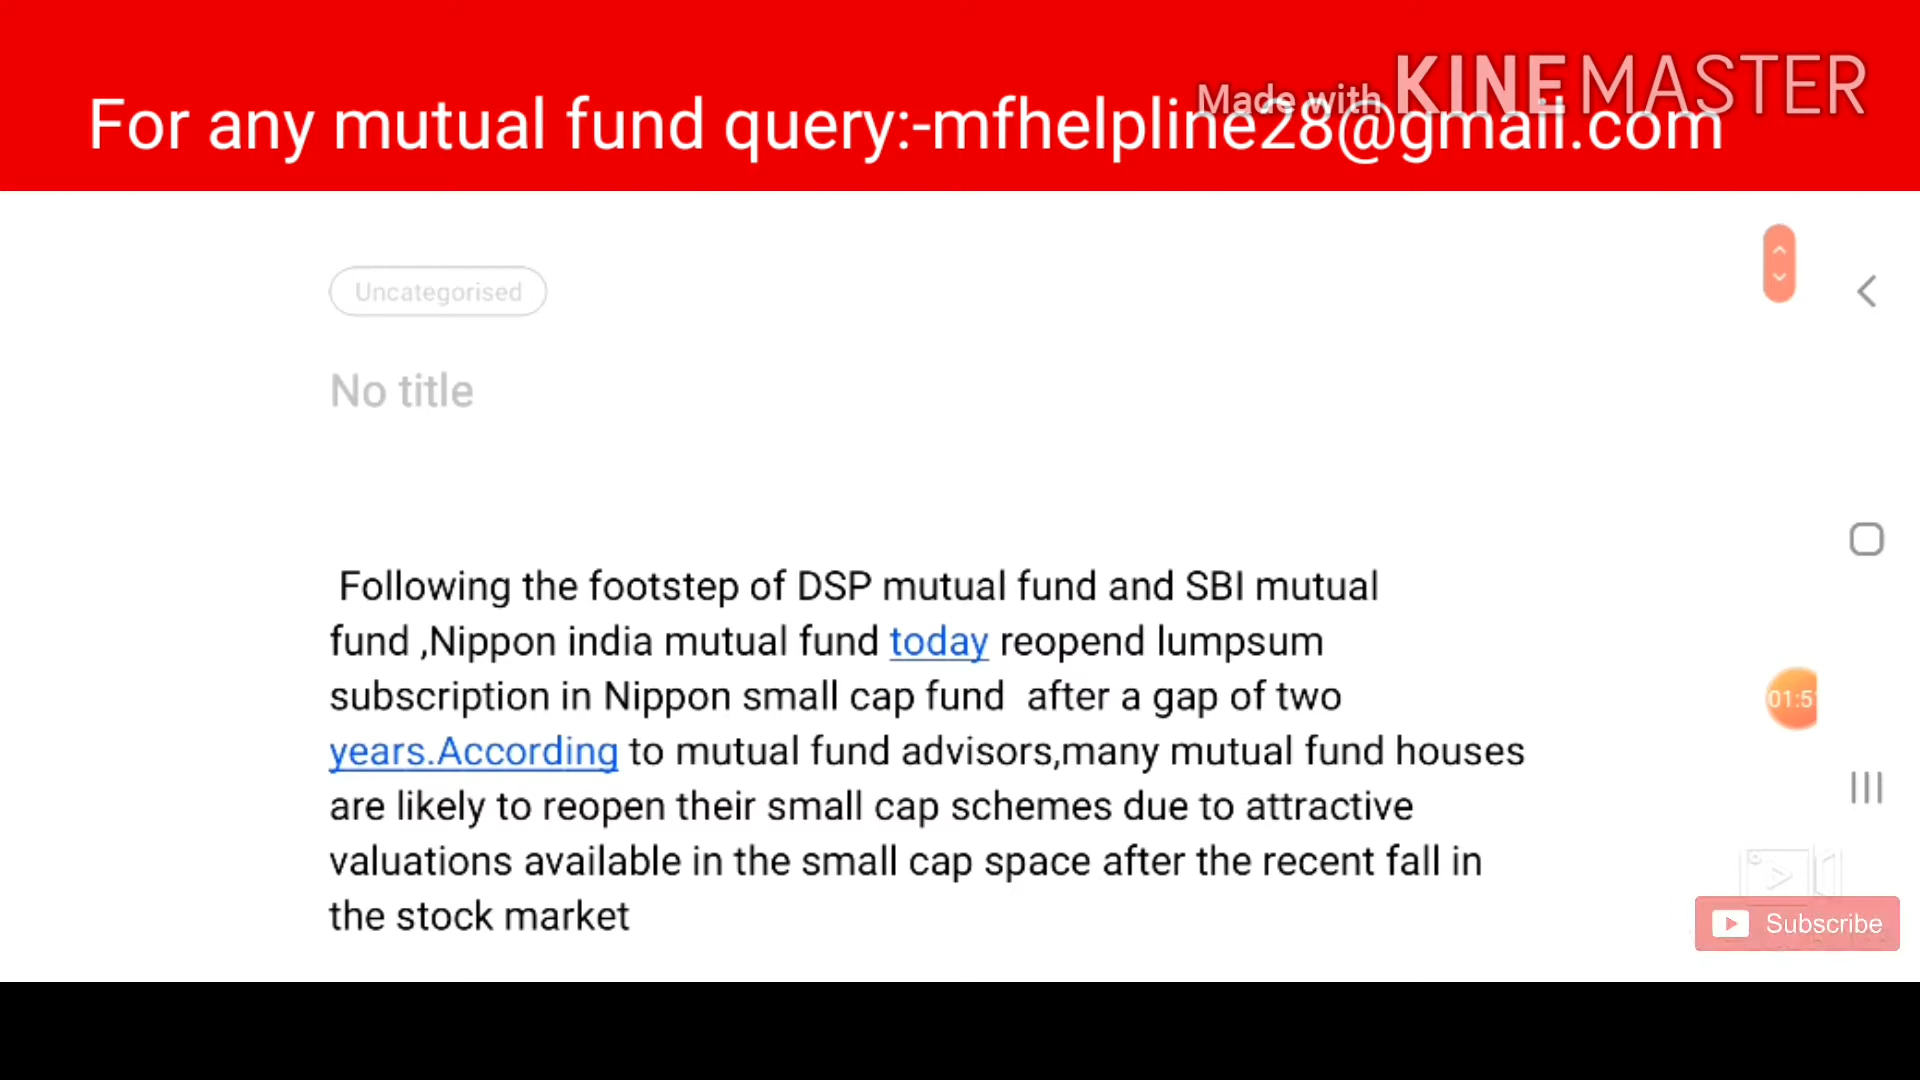 Made with KINEMASTER
For any mutual fund query:-mfhelpline28@gmail.com
Uncategorised
No title
Following the footstep of DSP mutual fund and SBI mutual
fund ,Nippon india mutual fund today reopend lumpsum
subscription in Nippon small cap fund after a gap of two
years.According to mutual fund advisors,many mutual fund houses
are likely to reopen their small cap schemes due to attractive
valuations available in the small cap space after the recent fall in
the stock market
01:5
Subscribe